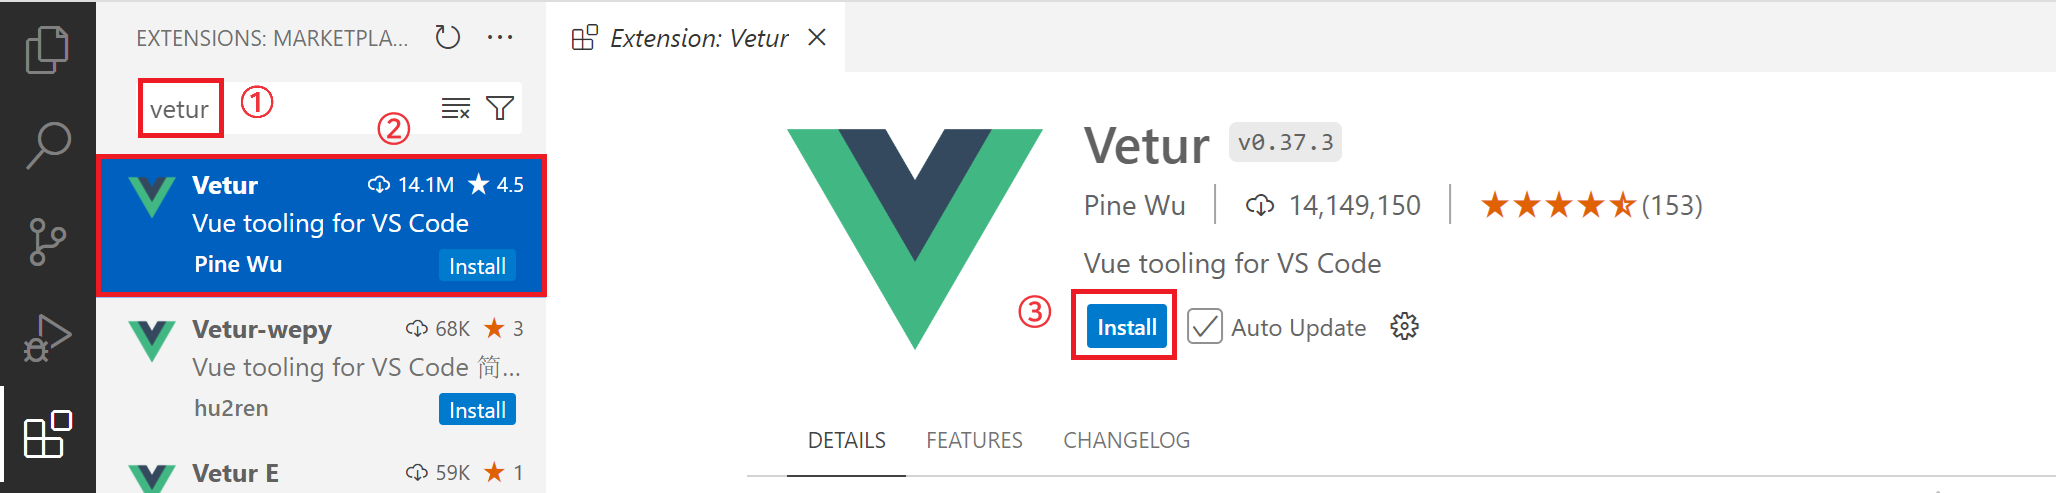 EXTENSIONS: MARKETPLA...
vetur ①
②
Vetur 14.1M 4.5
Vue tooling for VS Code
Pine Wu Install
Vetur-wepy 68K 3
Vue tooling for VS Code 简...
hu2ren Install
Vetur E 59K 1
Extension: Vetur
Vetur v0.37.3
Pine Wu 14,149,150 (153)
Vue tooling for VS Code
③ Install Auto Update
DETAILS FEATURES CHANGELOG